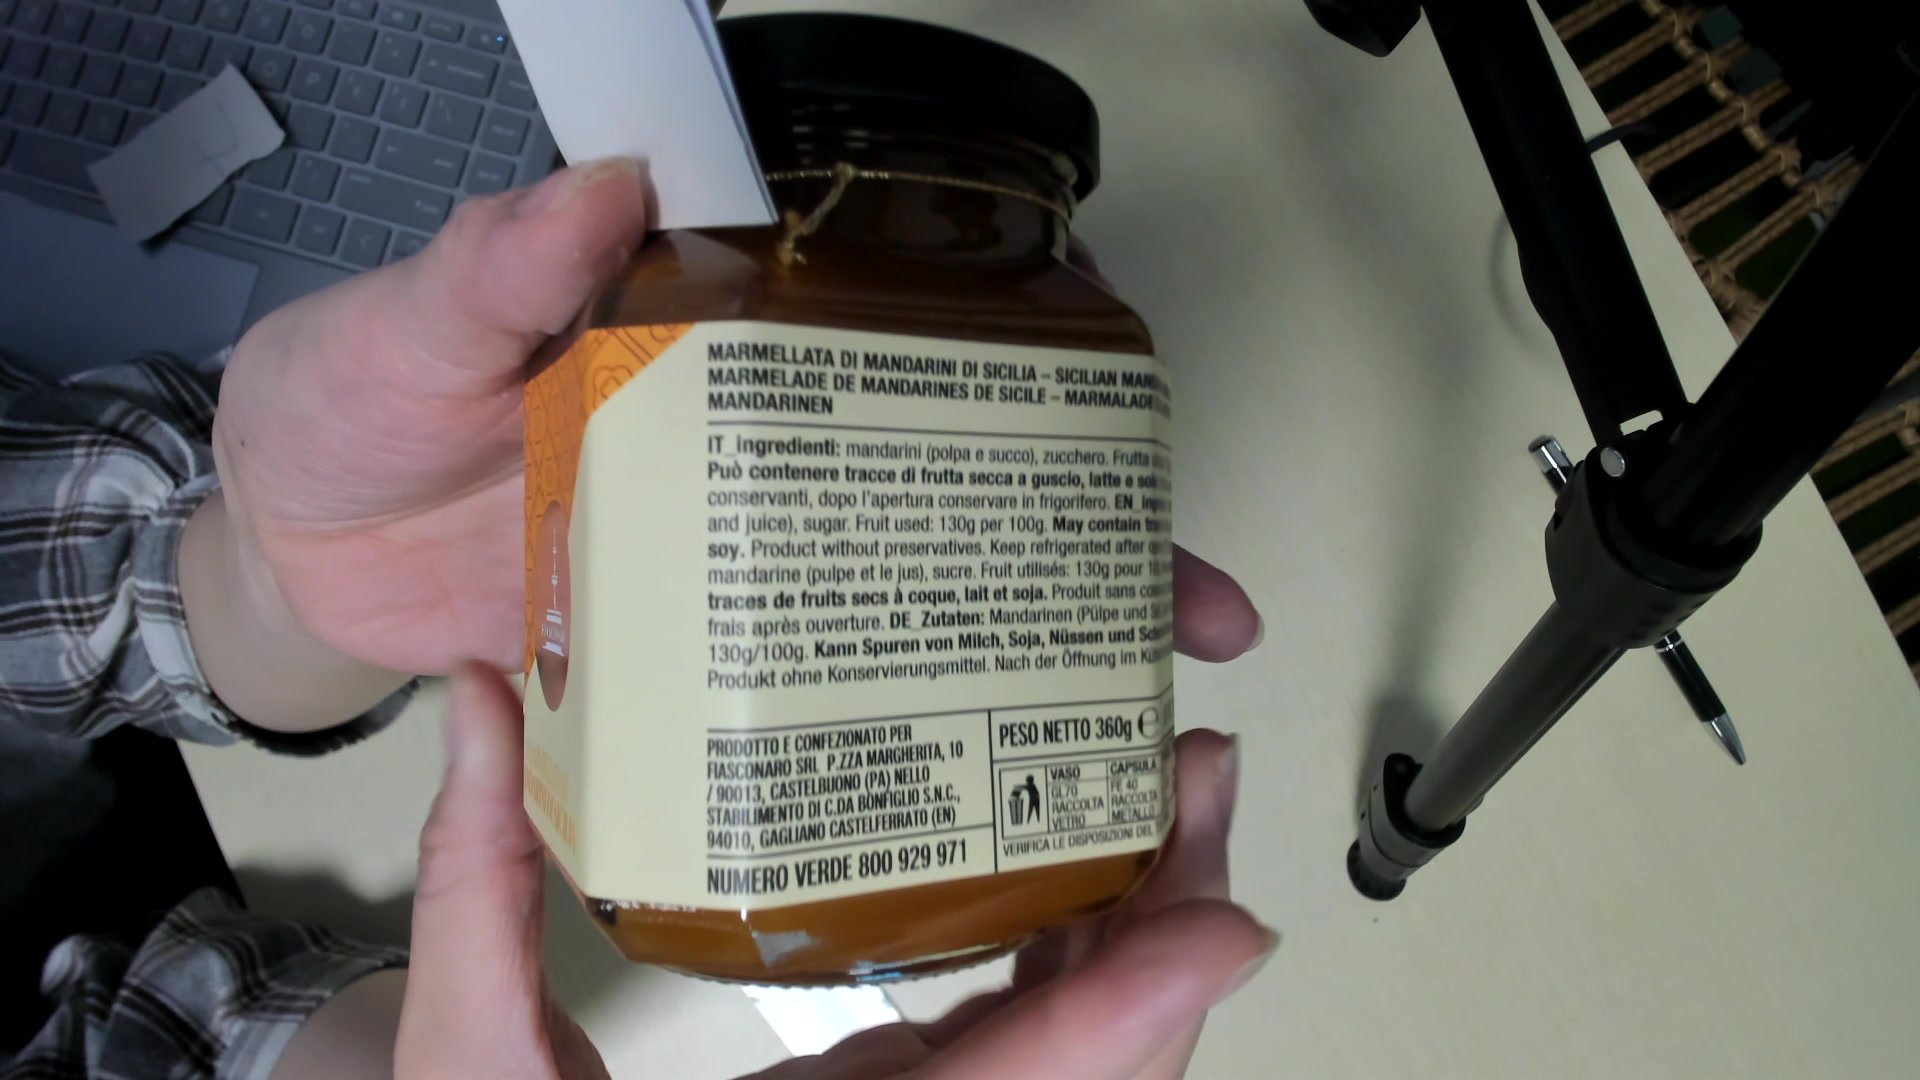 MARMELLATA DI MANDARINI DI SICILIA – SICILIAN
MARMELADE DE MANDARINES DE SICILE – MARMALADE
MANDARINEN
IT_Ingredienti: mandarini (polpa e succo), zucchero. Frutta
Può contenere tracce di frutta secca a guscio, latte e
conservanti, dopo l'apertura conservare in frigorifero.
and juice), sugar. Fruit used: 130g per 100g. May contain
soy. Product without preservatives. Keep refrigerated after
mandarine (pulpe et le jus), sucre. Fruit utilisés: 130g pour
traces de fruits secs à coque, lait et soja. Produit sans
frais après ouverture. DE_Zutaten: Mandarinen (Pülpe und
130g/100g. Kann Spuren von Milch, Soja, Nüssen und
Produkt ohne Konservierungsmittel. Nach der Öffnung im
PRODOTTO E CONFEZIONATO PER
FIASCONARO SRL P.ZZA MARGHERITA, 10
/ 90013, CASTELBUONO (PA) NELLO
STABILIMENTO DI C.DA BONFIGLIO S.N.C.,
94010, GAGLIANO CASTELFERRATO (EN)
NUMERO VERDE 800 929 971
PESO NETTO 360g e
VASO
GL70
RACCOLTA
VETRO
CAPSULA
FE 40
RACCOLTA
METALLO
VERIFICA LE DISPOSIZIONI DEL